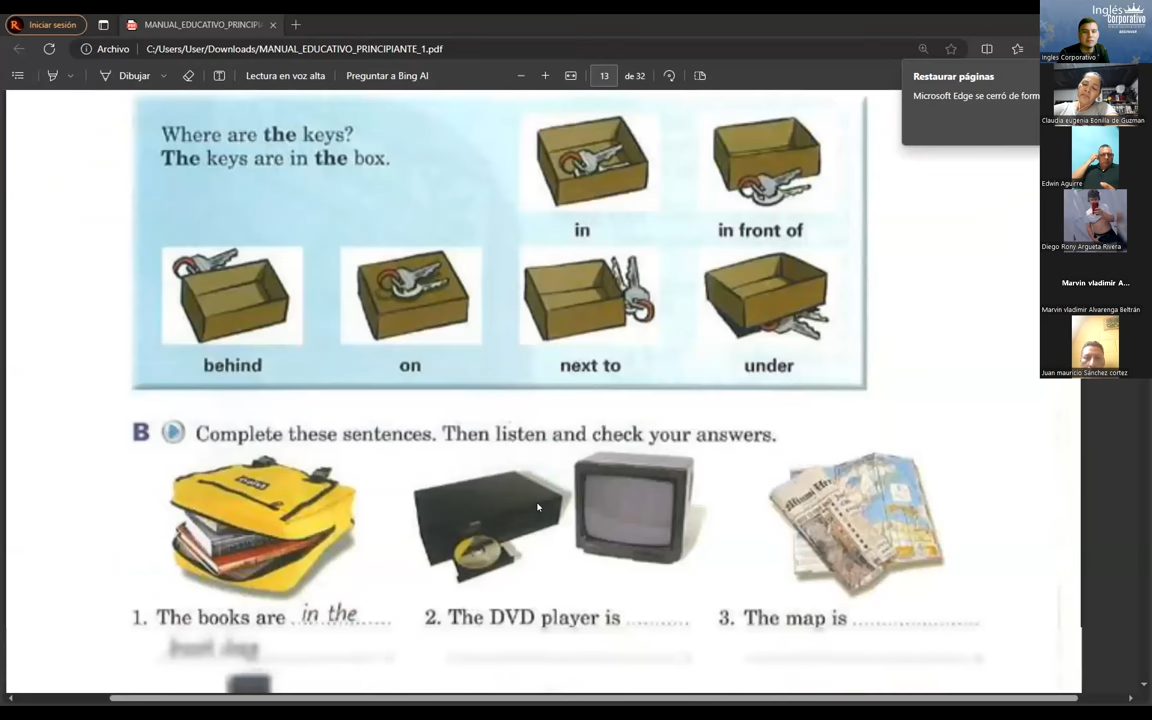 Iniciar sesión
MANUAL_EDUCATIVO_PRINCIPI
Archivo
C:/Users/User/Downloads/MANUAL_EDUCATIVO_PRINCIPIANTE_1.pdf
Dibujar
Lectura en voz alta
Preguntar a Bing AI
13
de 32
Restaurar páginas
Microsoft Edge se cerró de form
Inglés
Corporativo
Ingles Corporativo
Claudia eugenia Bonilla de Guzman
Edwin Aguirre
Diego Rony Argueta Rivera
Marvin vladimir A...
Marvin vladimir Alvarenga Beltrán
Juan mauricio Sánchez cortez
Where are the keys?
The keys are in the box.
in
in front of
behind
on
next to
under
B Complete these sentences. Then listen and check your answers.
1. The books are in the
2. The DVD player is ..........
3. The map is ....................